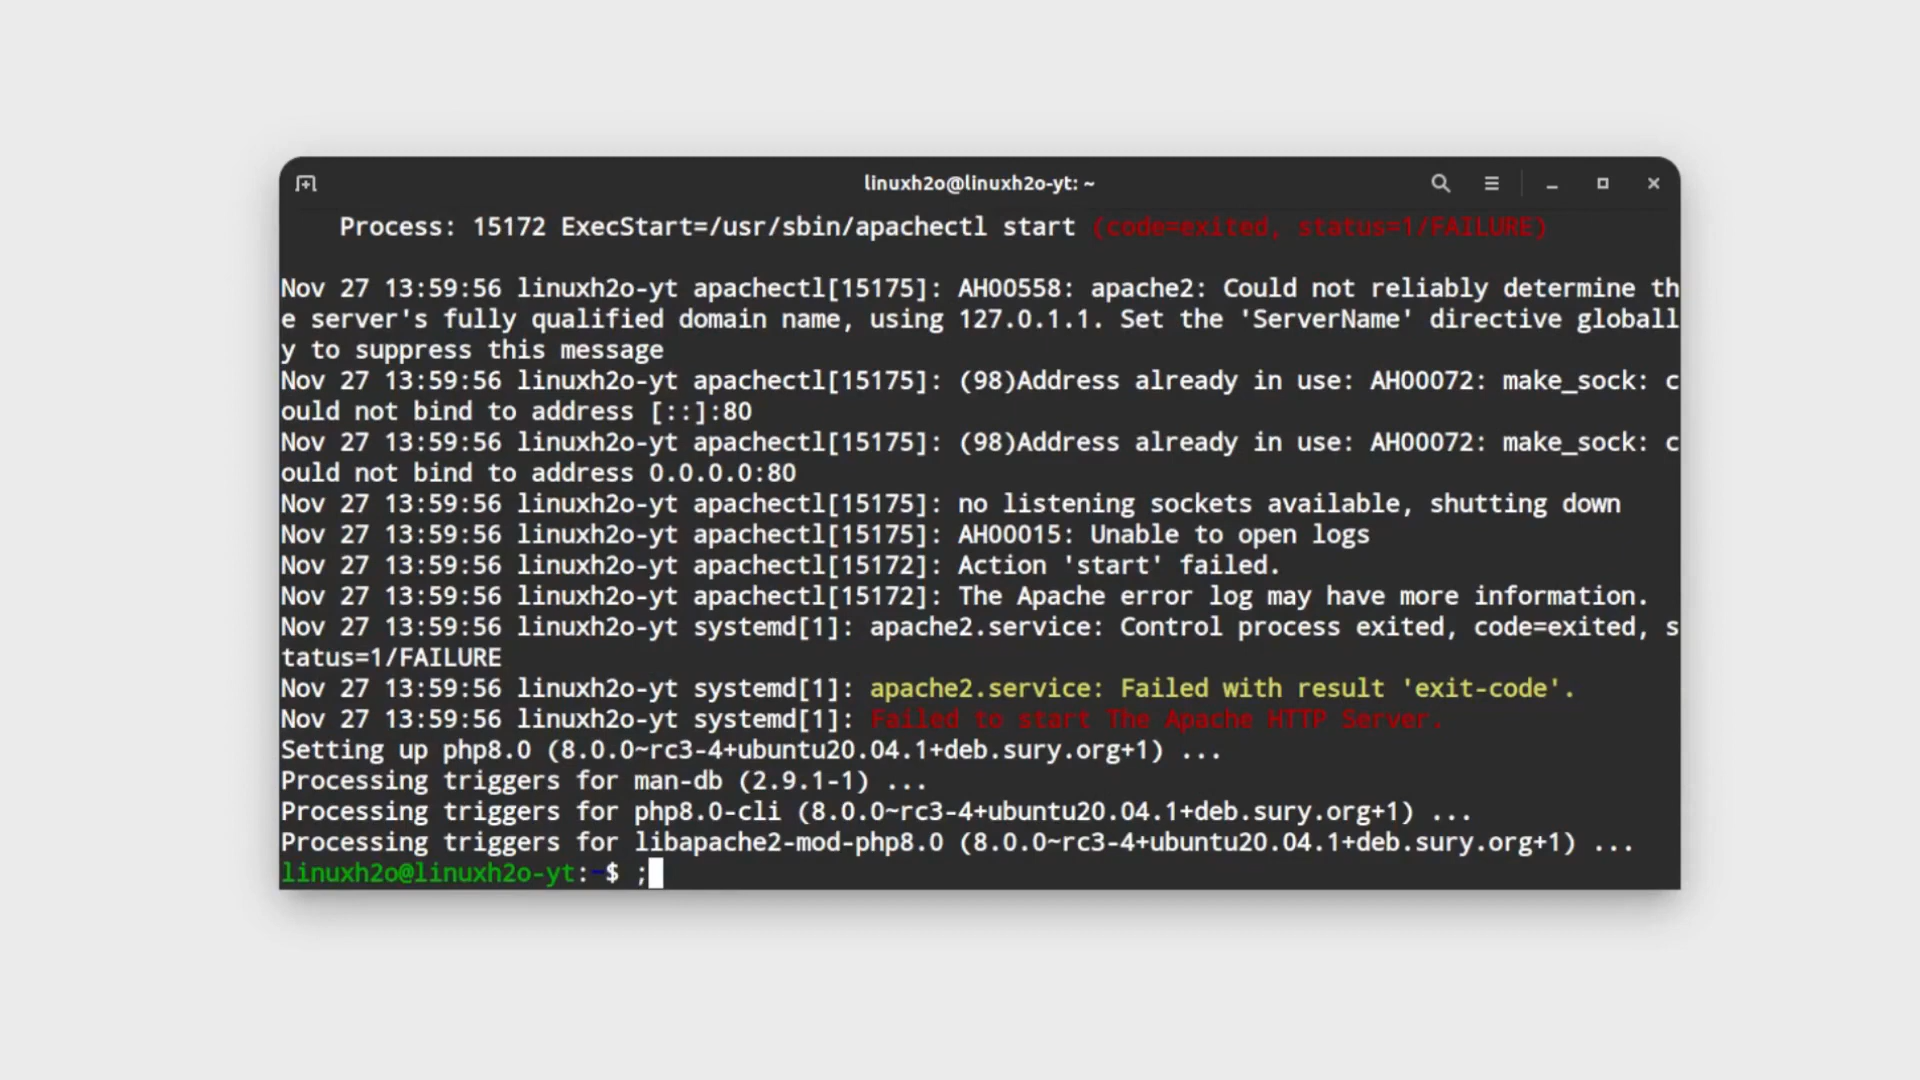 linuxh2o@linuxh2o-yt: ~
Process: 15172 ExecStart=/usr/sbin/apachectl start (code=exited, status=1/FAILURE)
Nov 27 13:59:56 linuxh2o-yt apachectl[15175]: AH00558: apache2: Could not reliably determine th
e server's fully qualified domain name, using 127.0.1.1. Set the 'ServerName' directive globall
y to suppress this message
Nov 27 13:59:56 linuxh2o-yt apachectl[15175]: (98)Address already in use: AH00072: make_sock: c
ould not bind to address [::]:80
Nov 27 13:59:56 linuxh2o-yt apachectl[15175]: (98)Address already in use: AH00072: make_sock: c
ould not bind to address 0.0.0.0:80
Nov 27 13:59:56 linuxh2o-yt apachectl[15175]: no listening sockets available, shutting down
Nov 27 13:59:56 linuxh2o-yt apachectl[15175]: AH00015: Unable to open logs
Nov 27 13:59:56 linuxh2o-yt apachectl[15172]: Action 'start' failed.
Nov 27 13:59:56 linuxh2o-yt apachectl[15172]: The Apache error log may have more information.
Nov 27 13:59:56 linuxh2o-yt systemd[1]: apache2.service: Control process exited, code=exited, s
tatus=1/FAILURE
Nov 27 13:59:56 linuxh2o-yt systemd[1]: apache2.service: Failed with result 'exit-code'.
Nov 27 13:59:56 linuxh2o-yt systemd[1]: Failed to start The Apache HTTP Server.
Setting up php8.0 (8.0.0~rc3-4+ubuntu20.04.1+deb.sury.org+1) ...
Processing triggers for man-db (2.9.1-1) ...
Processing triggers for php8.0-cli (8.0.0~rc3-4+ubuntu20.04.1+deb.sury.org+1) ...
Processing triggers for libapache2-mod-php8.0 (8.0.0~rc3-4+ubuntu20.04.1+deb.sury.org+1) ...
linuxh2o@linuxh2o-yt:~$ ;